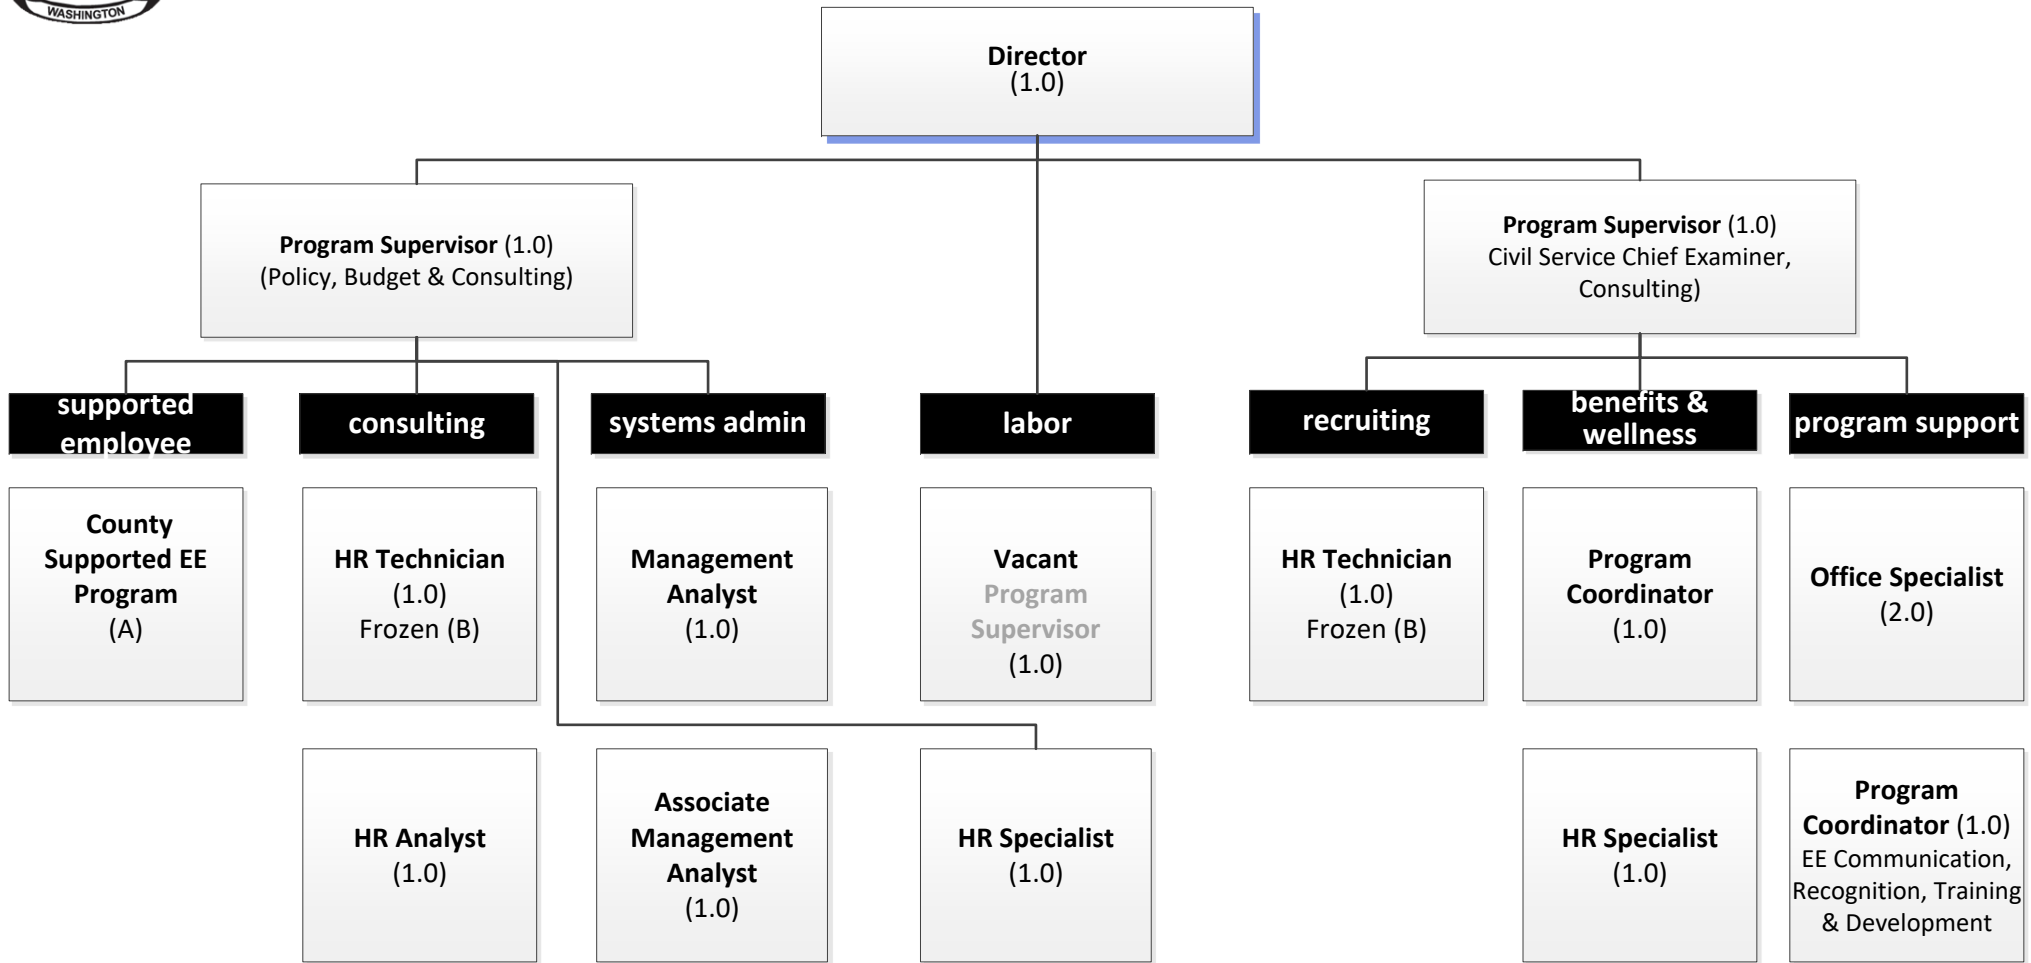 WASHINGTON
Director
(1.0)
Program Supervisor (1.0)
(Policy, Budget & Consulting)
Program Supervisor (1.0)
Civil Service Chief Examiner,
Consulting)
supported
employee
consulting
systems admin
labor
recruiting
benefits &
wellness
program support
County
Supported EE
Program
(A)
HR Technician
(1.0)
Frozen (B)
Management
Analyst
(1.0)
Vacant
Program
Supervisor
(1.0)
HR Technician
(1.0)
Frozen (B)
Program
Coordinator
(1.0)
Office Specialist
(2.0)
HR Analyst
(1.0)
Associate
Management
Analyst
(1.0)
HR Specialist
(1.0)
HR Specialist
(1.0)
Program
Coordinator (1.0)
EE Communication,
Recognition, Training
& Development